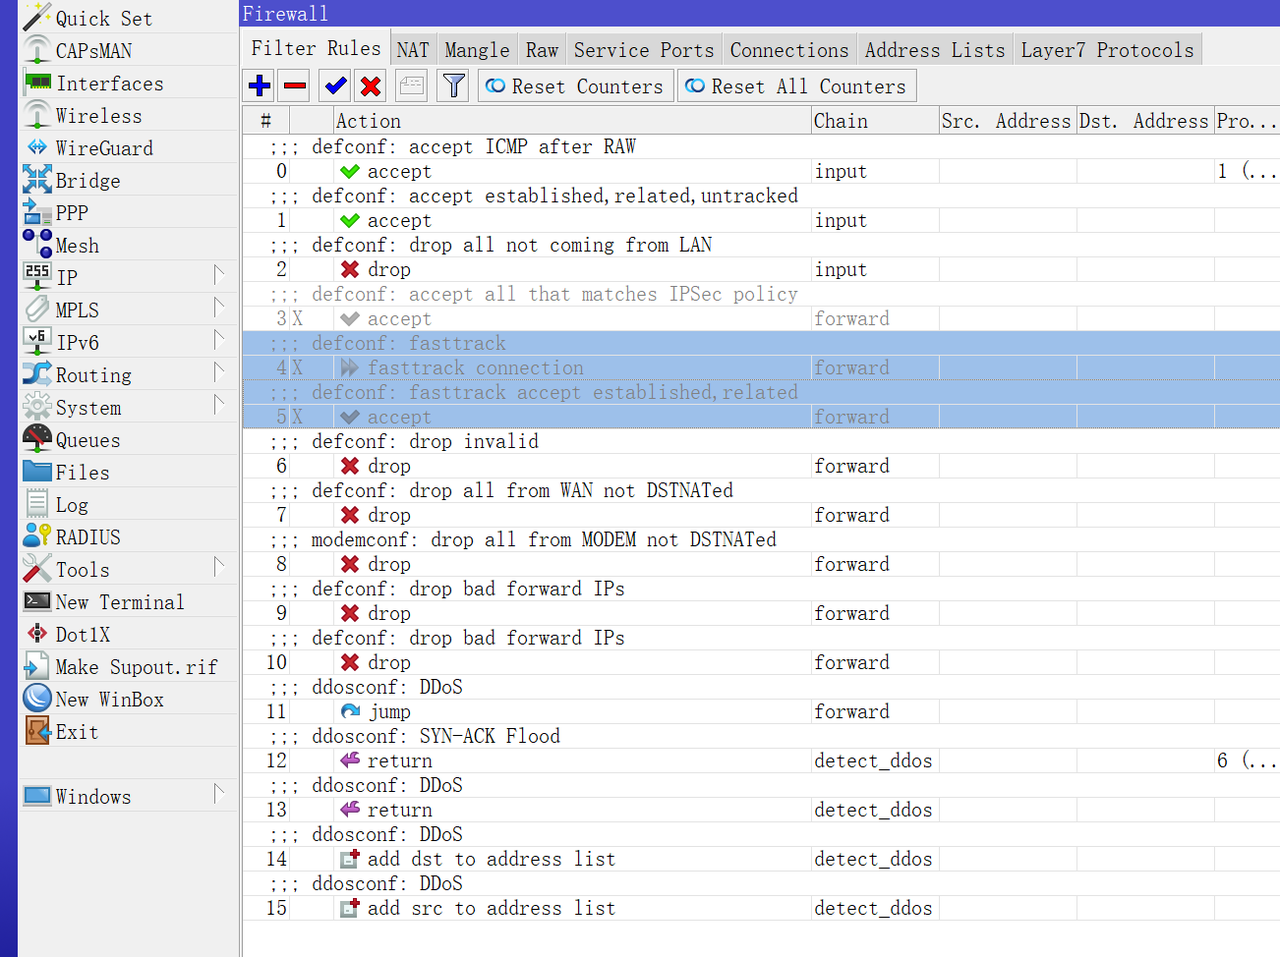 Quick Set
CAPsMAN
Interfaces
Wireless
WireGuard
Bridge
PPP
Mesh
255 IP
MPLS
v6 IPv6
Routing
System
Queues
Files
Log
RADIUS
Tools
New Terminal
Dot1X
Make Supout.rif
New WinBox
Exit
Windows
Firewall
Filter Rules NAT Mangle Raw Service Ports Connections Address Lists Layer7 Protocols
Reset Counters Reset All Counters
# Action Chain Src. Address Dst. Address Pro...
;;; defconf: accept ICMP after RAW
0 accept input 1 (...
;;; defconf: accept established,related,untracked
1 accept input
;;; defconf: drop all not coming from LAN
2 drop input
;;; defconf: accept all that matches IPSec policy
3 X accept forward
;;; defconf: fasttrack
4 X fasttrack connection forward
;;; defconf: fasttrack accept established,related
5 X accept forward
;;; defconf: drop invalid
6 drop forward
;;; defconf: drop all from WAN not DSTNATed
7 drop forward
;;; modemconf: drop all from MODEM not DSTNATed
8 drop forward
;;; defconf: drop bad forward IPs
9 drop forward
;;; defconf: drop bad forward IPs
10 drop forward
;;; ddosconf: DDoS
11 jump forward
;;; ddosconf: SYN-ACK Flood
12 return detect_ddos 6 (...
;;; ddosconf: DDoS
13 return detect_ddos
;;; ddosconf: DDoS
14 add dst to address list detect_ddos
;;; ddosconf: DDoS
15 add src to address list detect_ddos